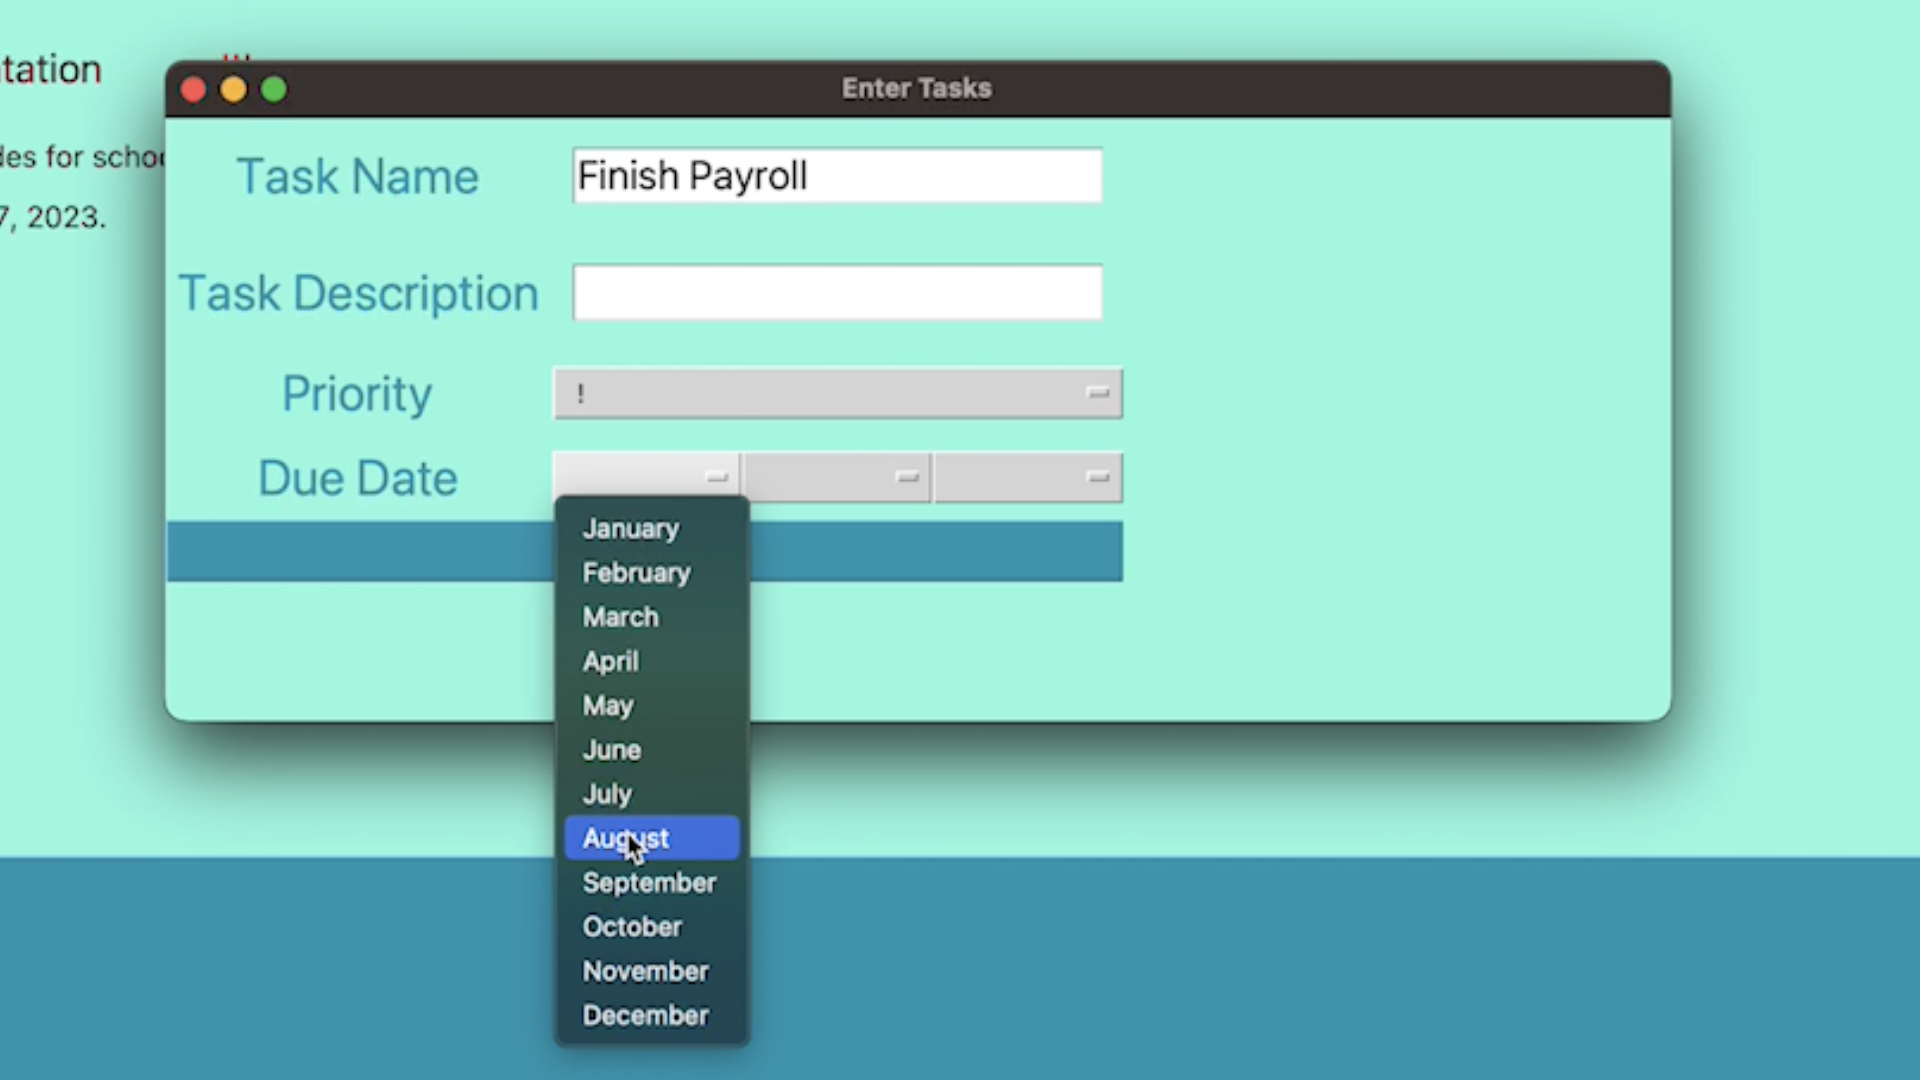 tation !!!
Enter Tasks
des for schoo
7, 2023.
Task Name Finish Payroll
Task Description
Priority !
Due Date
January
February
March
April
May
June
July
August
September
October
November
December